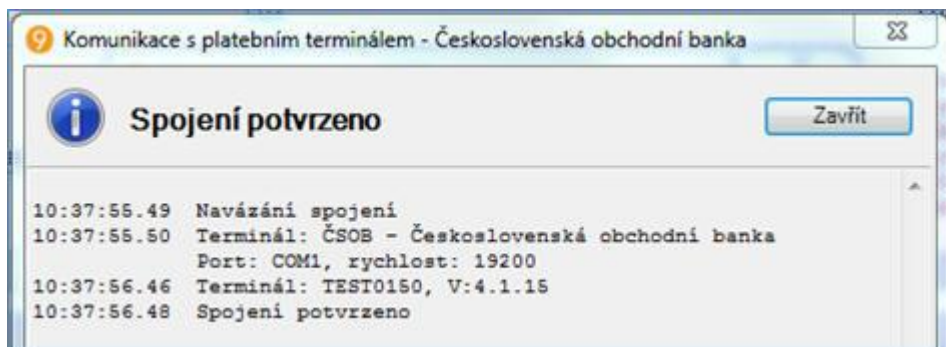 9 Komunikace s platebním terminálem - Československá obchodní banka
Spojení potvrzeno
Zavřít
10:37:55.49 Navázání spojení
10:37:55.50 Terminál: ČSOB - Československá obchodní banka
Port: COM1, rychlost: 19200
10:37:56.46 Terminál: TEST0150, V:4.1.15
10:37:56.48 Spojení potvrzeno